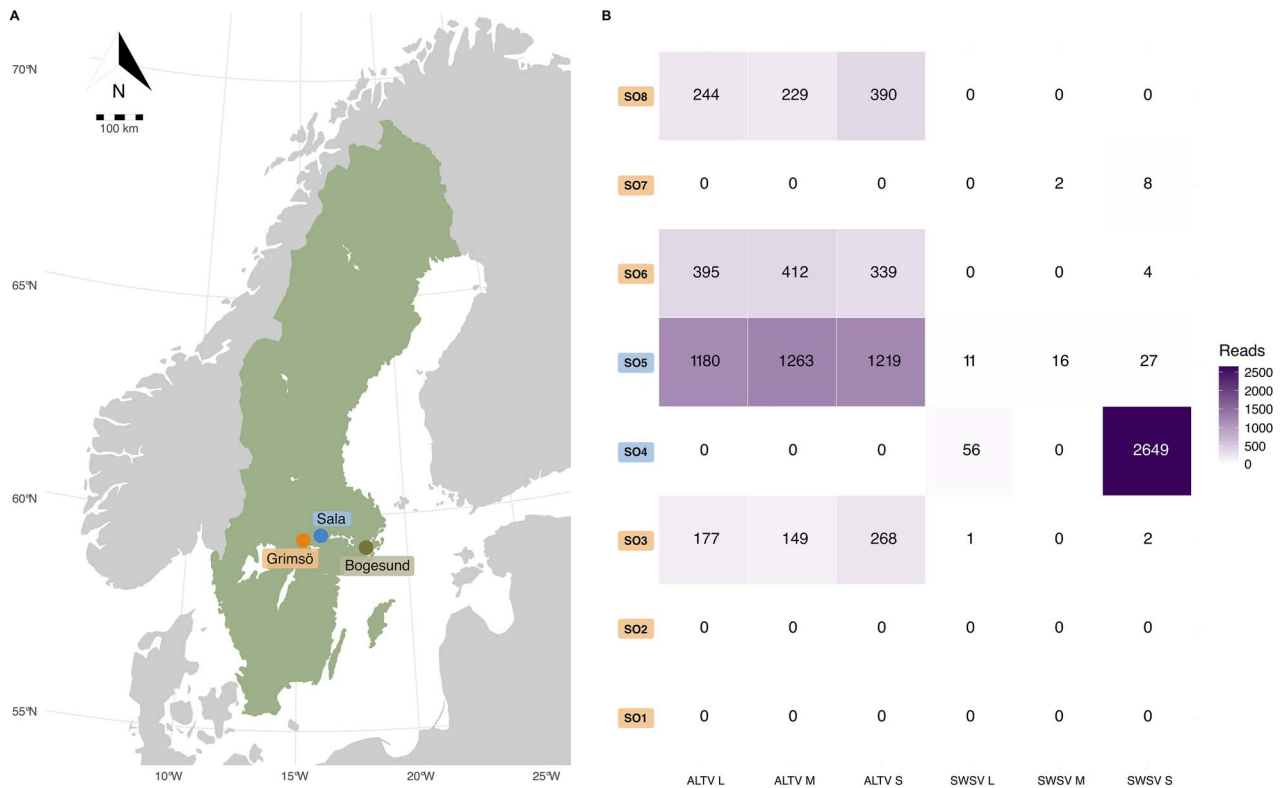 A
70°N
65°N
60°N
55°N
10°W
15°W
20°W
25°W
N
100 km
Sala
Grimsö
Bogesund
B
SO8 244 229 390 0 0 0
SO7 0 0 0 0 2 8
SO6 395 412 339 0 0 4
SO5 1180 1263 1219 11 16 27
SO4 0 0 0 56 0 2649
SO3 177 149 268 1 0 2
SO2 0 0 0 0 0 0
SO1 0 0 0 0 0 0
ALTV L ALTV M ALTV S SWSV L SWSV M SWSV S
Reads
2500
2000
1500
1000
500
0